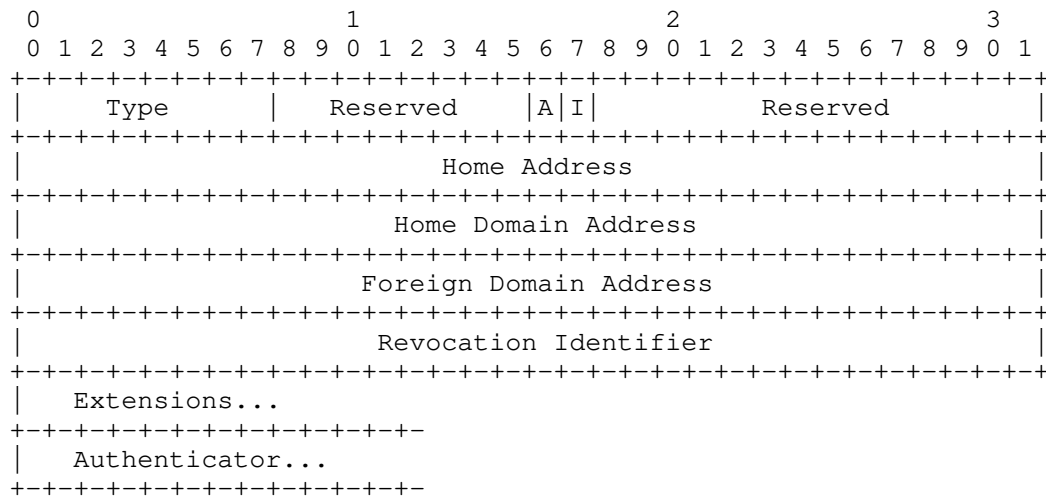 0                   1                   2                   3
 0 1 2 3 4 5 6 7 8 9 0 1 2 3 4 5 6 7 8 9 0 1 2 3 4 5 6 7 8 9 0 1
+-+-+-+-+-+-+-+-+-+-+-+-+-+-+-+-+-+-+-+-+-+-+-+-+-+-+-+-+-+-+-+-+
|     Type      |   Reserved    |A|I|          Reserved         |
+-+-+-+-+-+-+-+-+-+-+-+-+-+-+-+-+-+-+-+-+-+-+-+-+-+-+-+-+-+-+-+-+
|                          Home Address                         |
+-+-+-+-+-+-+-+-+-+-+-+-+-+-+-+-+-+-+-+-+-+-+-+-+-+-+-+-+-+-+-+-+
|                       Home Domain Address                     |
+-+-+-+-+-+-+-+-+-+-+-+-+-+-+-+-+-+-+-+-+-+-+-+-+-+-+-+-+-+-+-+-+
|                     Foreign Domain Address                    |
+-+-+-+-+-+-+-+-+-+-+-+-+-+-+-+-+-+-+-+-+-+-+-+-+-+-+-+-+-+-+-+-+
|                      Revocation Identifier                    |
+-+-+-+-+-+-+-+-+-+-+-+-+-+-+-+-+-+-+-+-+-+-+-+-+-+-+-+-+-+-+-+-+
|   Extensions...
+-+-+-+-+-+-+-+-+-+-+-+-+-
|   Authenticator...
+-+-+-+-+-+-+-+-+-+-+-+-+-